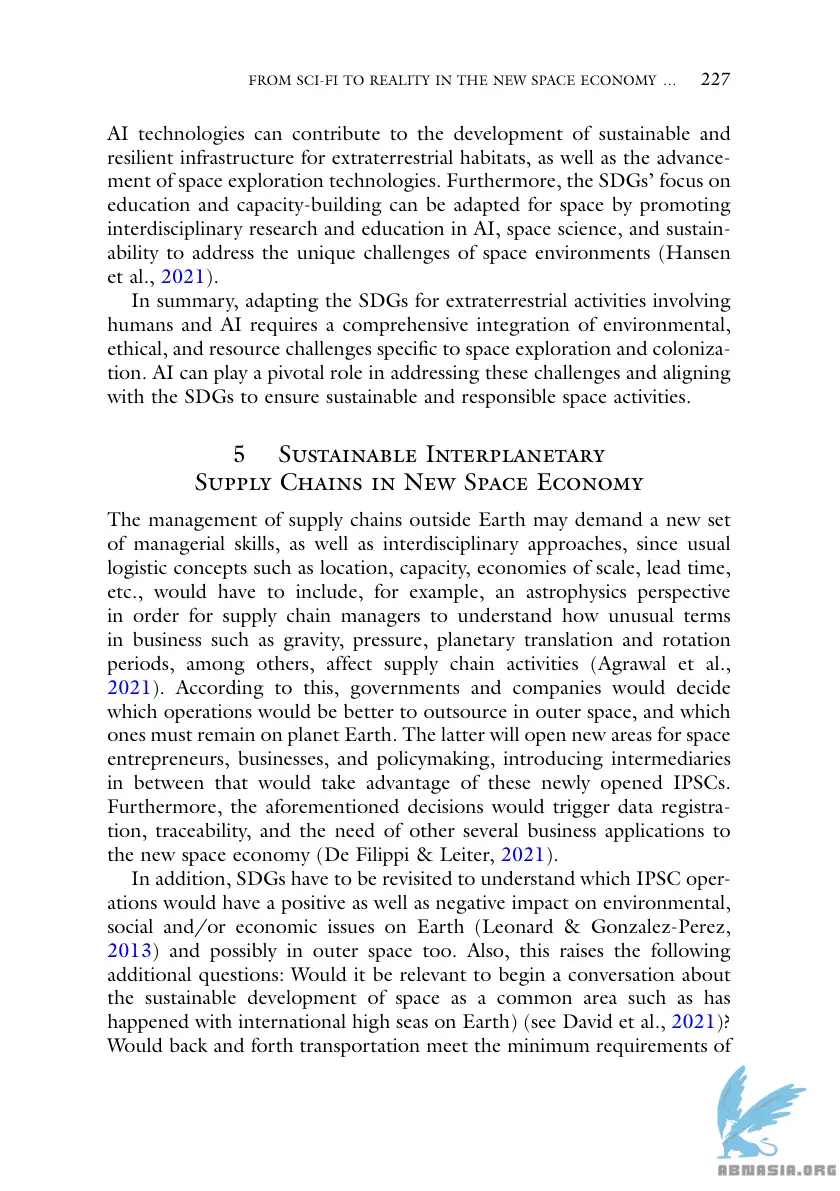 FROM SCI-FI TO REALITY IN THE NEW SPACE ECONOMY … 227
AI technologies can contribute to the development of sustainable and
resilient infrastructure for extraterrestrial habitats, as well as the advance-
ment of space exploration technologies. Furthermore, the SDGs’ focus on
education and capacity-building can be adapted for space by promoting
interdisciplinary research and education in AI, space science, and sustain-
ability to address the unique challenges of space environments (Hansen
et al., 2021).
In summary, adapting the SDGs for extraterrestrial activities involving
humans and AI requires a comprehensive integration of environmental,
ethical, and resource challenges specific to space exploration and coloniza-
tion. AI can play a pivotal role in addressing these challenges and aligning
with the SDGs to ensure sustainable and responsible space activities.
5 Sustainable Interplanetary
Supply Chains in New Space Economy
The management of supply chains outside Earth may demand a new set
of managerial skills, as well as interdisciplinary approaches, since usual
logistic concepts such as location, capacity, economies of scale, lead time,
etc., would have to include, for example, an astrophysics perspective
in order for supply chain managers to understand how unusual terms
in business such as gravity, pressure, planetary translation and rotation
periods, among others, affect supply chain activities (Agrawal et al.,
2021). According to this, governments and companies would decide
which operations would be better to outsource in outer space, and which
ones must remain on planet Earth. The latter will open new areas for space
entrepreneurs, businesses, and policymaking, introducing intermediaries
in between that would take advantage of these newly opened IPSCs.
Furthermore, the aforementioned decisions would trigger data registra-
tion, traceability, and the need of other several business applications to
the new space economy (De Filippi & Leiter, 2021).
In addition, SDGs have to be revisited to understand which IPSC oper-
ations would have a positive as well as negative impact on environmental,
social and/or economic issues on Earth (Leonard & Gonzalez-Perez,
2013) and possibly in outer space too. Also, this raises the following
additional questions: Would it be relevant to begin a conversation about
the sustainable development of space as a common area such as has
happened with international high seas on Earth) (see David et al., 2021)?
Would back and forth transportation meet the minimum requirements of
ABNASIA.ORG